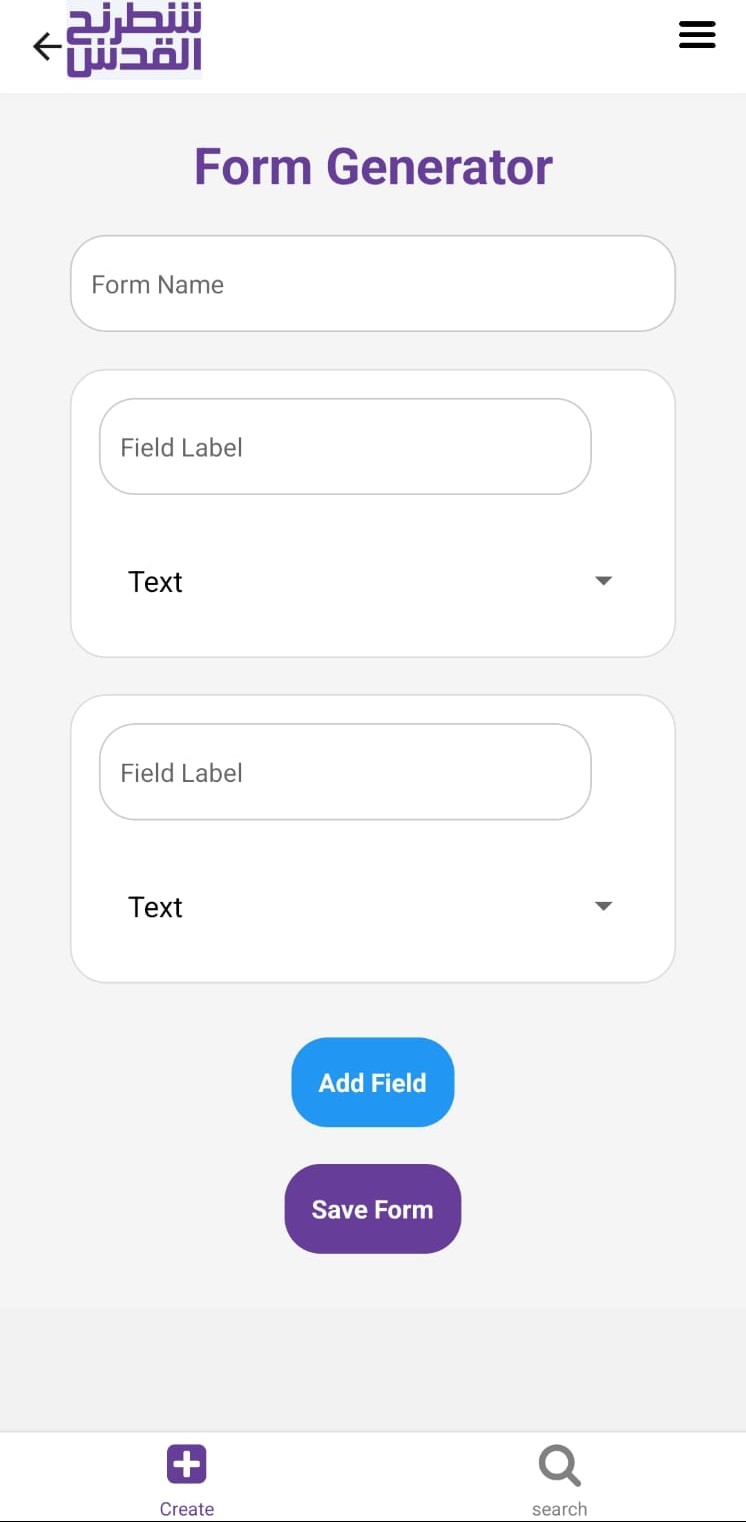 شطرنج
القدس
Form Generator
Form Name
Field Label
Text
Field Label
Text
Add Field
Save Form
Create
search